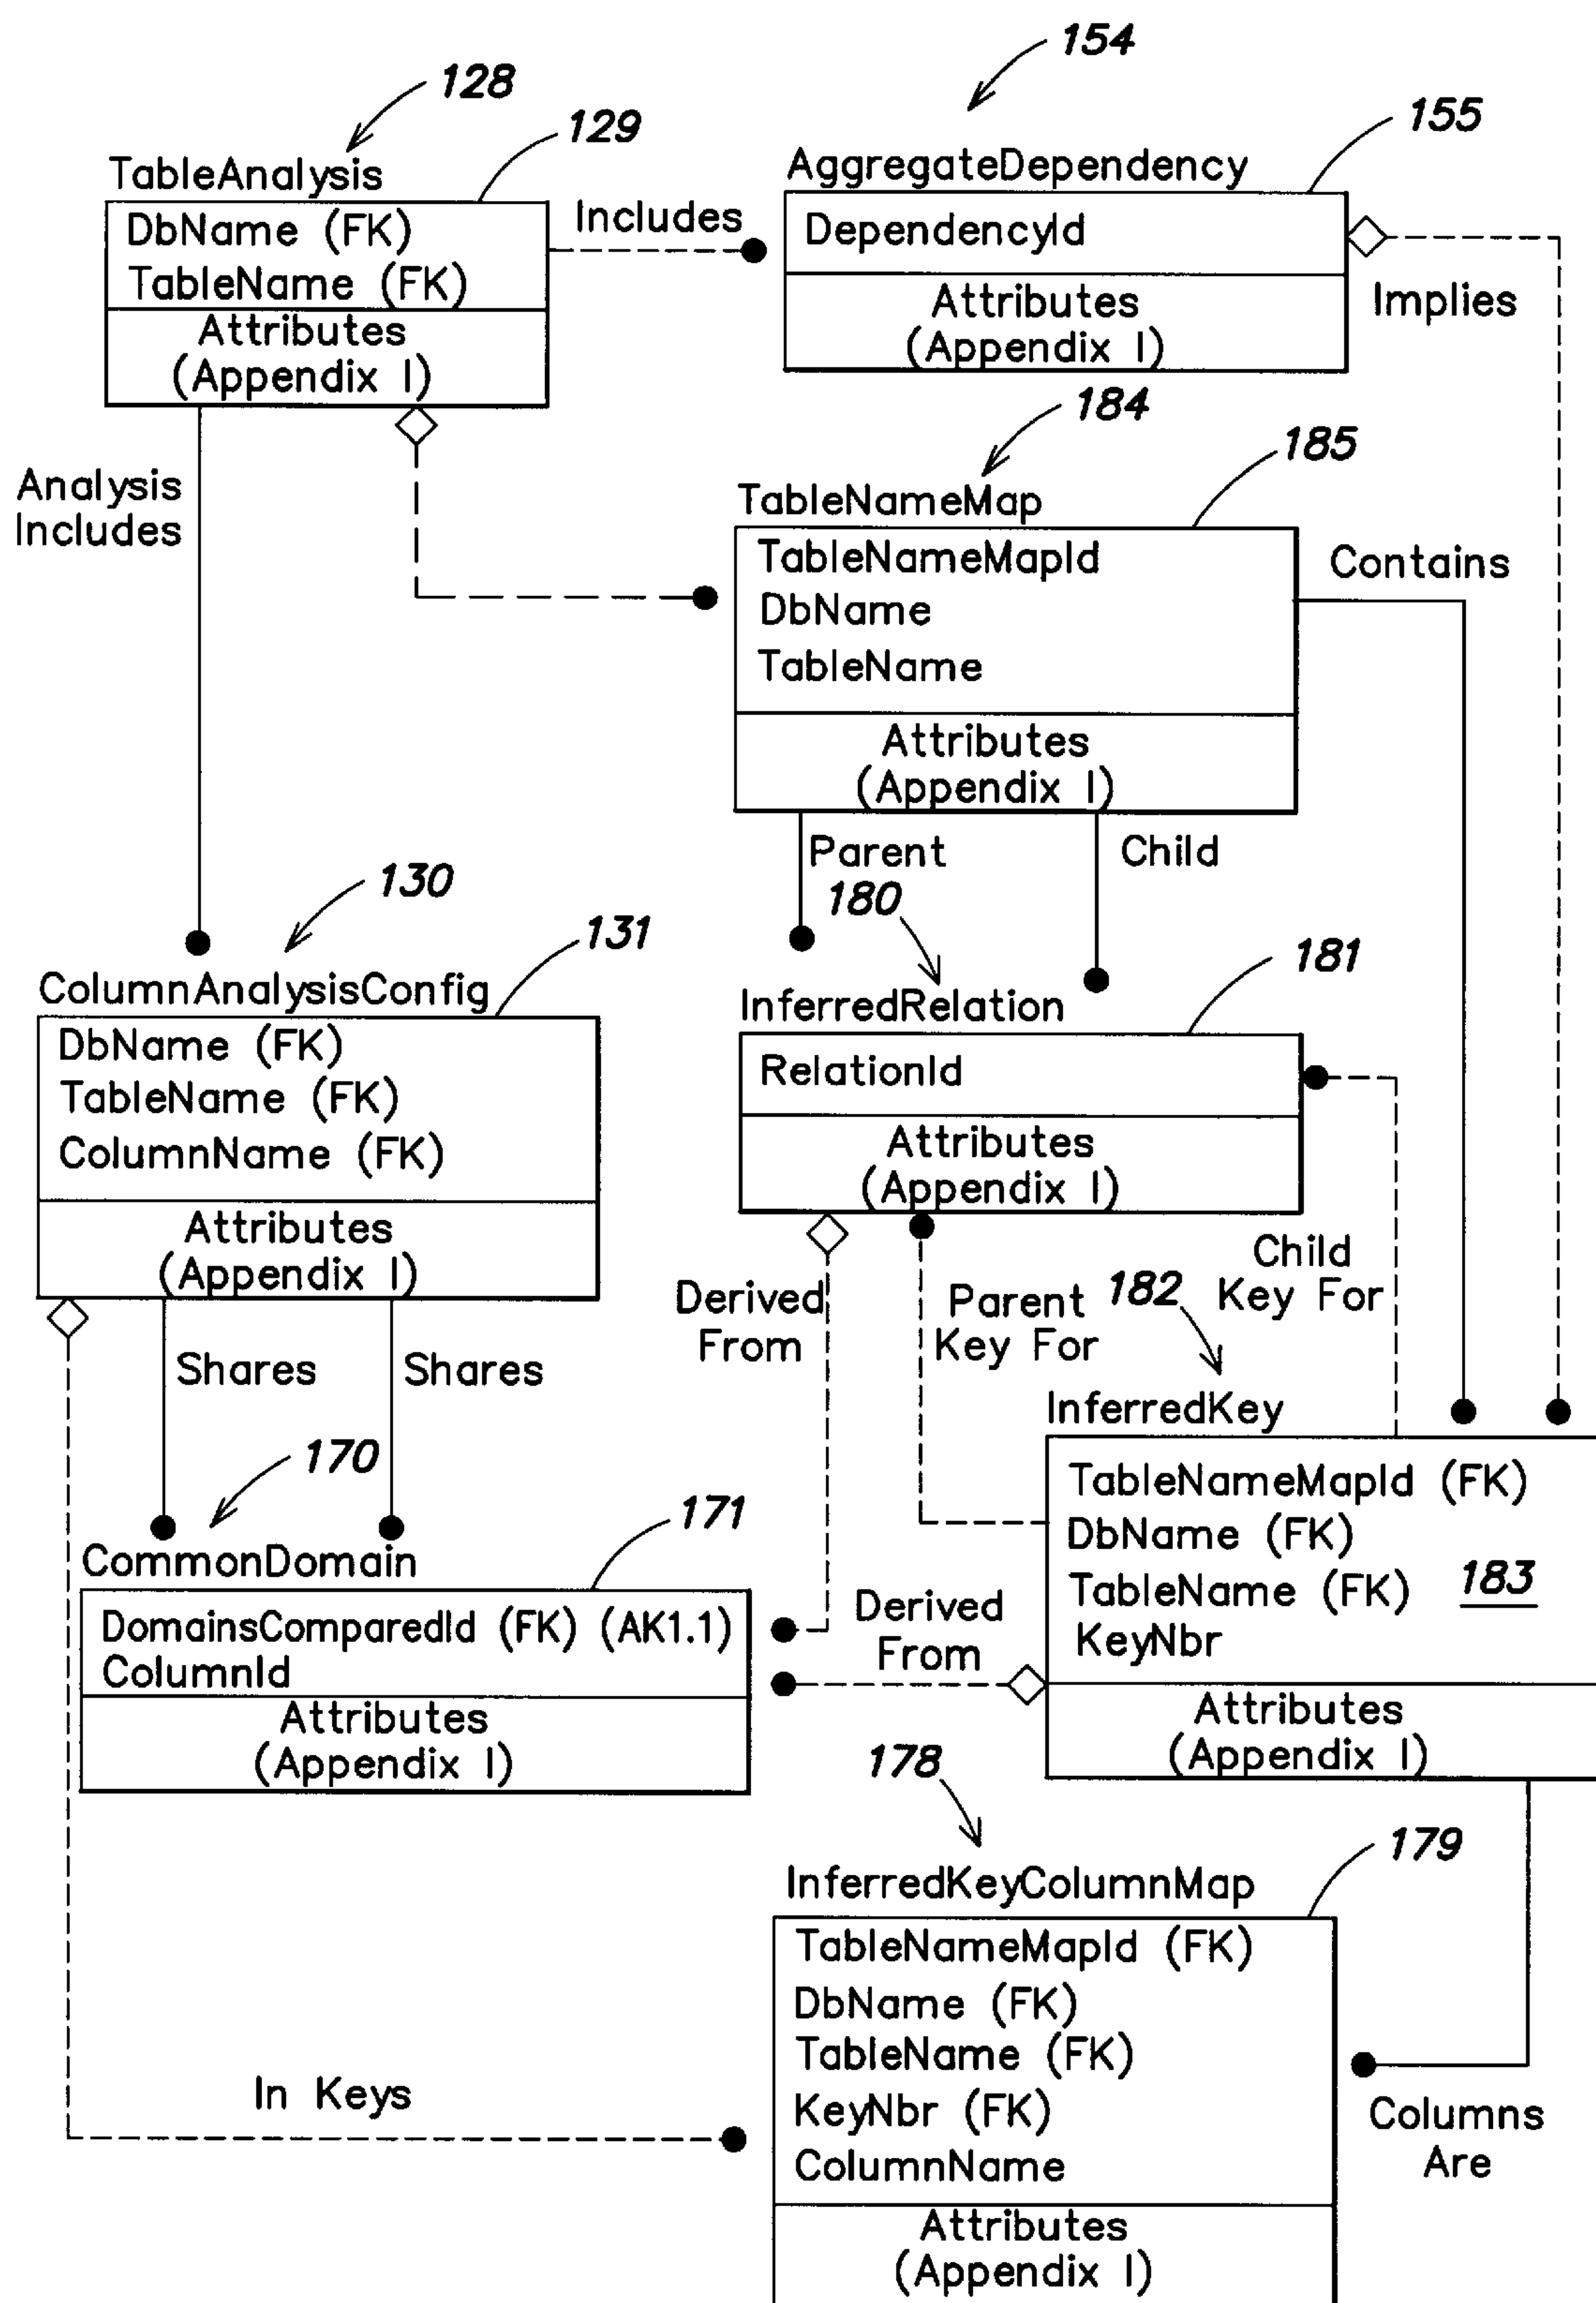 154
128
129
155
TableAnalysis
AggregateDependency
DbName (FK)
TableName (FK)
Attributes
(Appendix I)
Includes
DependencyId
Attributes
(Appendix I)
Implies
184
185
Analysis
Includes
TableNameMap
TableNameMapId
DbName
TableName
Attributes
(Appendix I)
Contains
Parent
Child
130
180
131
181
ColumnAnalysisConfig
InferredRelation
DbName (FK)
TableName (FK)
ColumnName (FK)
Attributes
(Appendix I)
RelationId
Attributes
(Appendix I)
Derived
From
Parent
Key For
182
Child
Key For
Shares
Shares
InferredKey
170
171
CommonDomain
TableNameMapId (FK)
DbName (FK)
TableName (FK)
183
KeyNbr
Attributes
(Appendix I)
DomainsComparedId (FK) (AK1.1)
ColumnId
Attributes
(Appendix I)
Derived
From
178
179
InferredKeyColumnMap
TableNameMapId (FK)
DbName (FK)
TableName (FK)
KeyNbr (FK)
ColumnName
Attributes
(Appendix I)
In Keys
Columns
Are